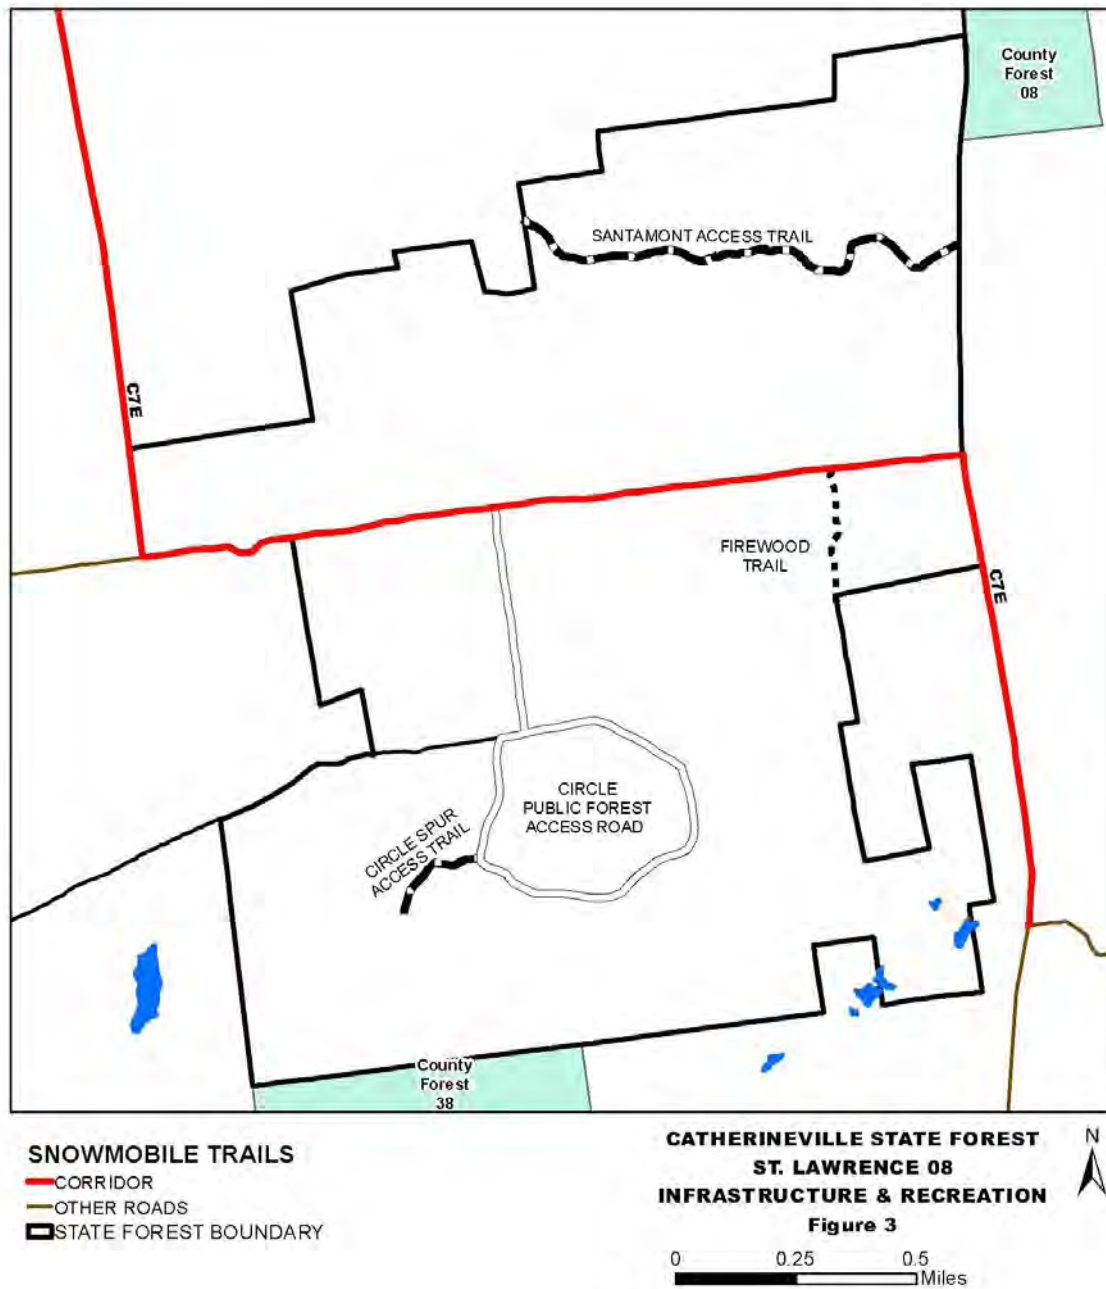 County
Forest
08
SANTAMONT ACCESS TRAIL
C7E
FIREWOOD
TRAIL
C7E
CIRCLE
PUBLIC FOREST
ACCESS ROAD
CIRCLE SPUR
ACCESS TRAIL
County
Forest
38
SNOWMOBILE TRAILS
CORRIDOR
OTHER ROADS
STATE FOREST BOUNDARY
CATHERINEVILLE STATE FOREST
ST. LAWRENCE 08
INFRASTRUCTURE & RECREATION
Figure 3
N
0 0.25 0.5
Miles